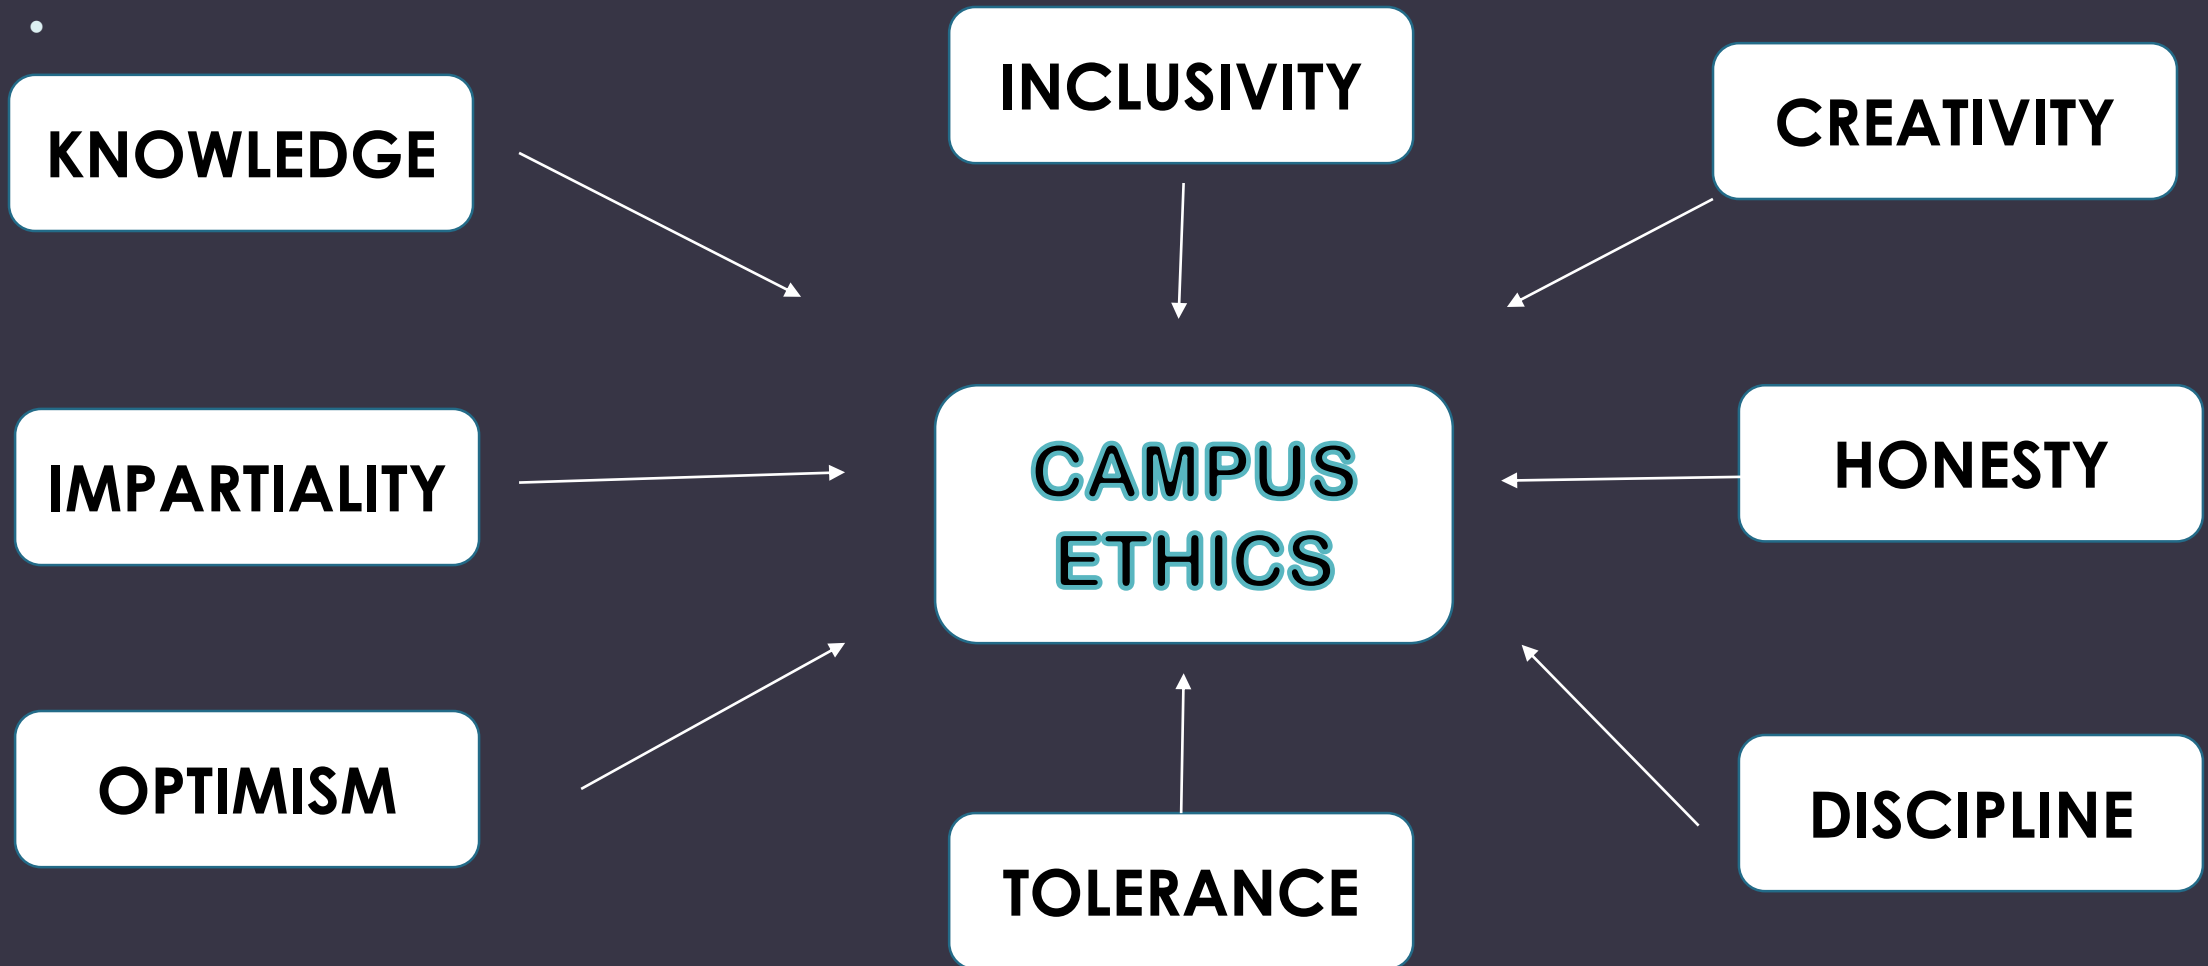 INCLUSIVITY
CREATIVITY
KNOWLEDGE
IMPARTIALITY
CAMPUS
ETHICS
HONESTY
OPTIMISM
DISCIPLINE
TOLERANCE